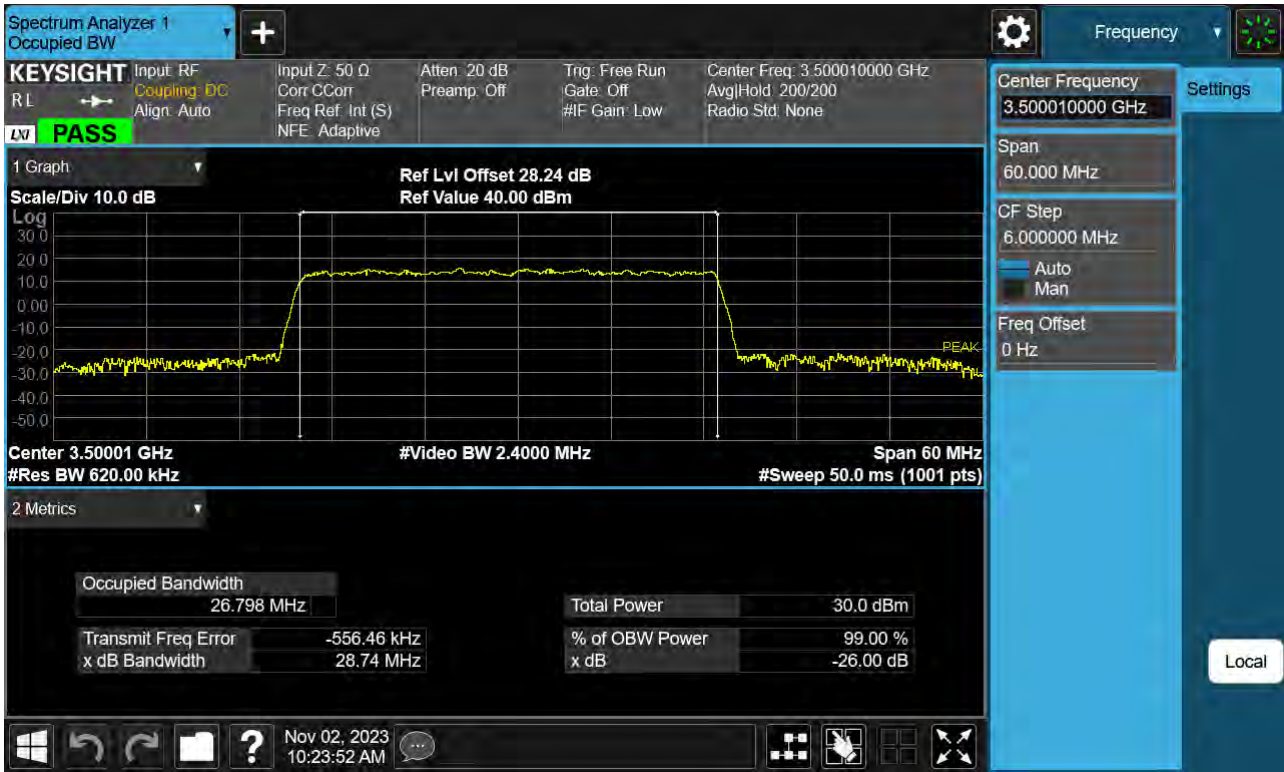 Spectrum Analyzer 1
Occupied BW
+
Frequency
KEYSIGHT
RL
LXI
PASS
Input: RF
Coupling: DC
Align: Auto
Input Z: 50 Ω
Corr CCorr
Freq Ref: Int (S)
NFE: Adaptive
Atten: 20 dB
Preamp: Off
Trig: Free Run
Gate: Off
#IF Gain: Low
Center Freq: 3.500010000 GHz
Avg|Hold: 200/200
Radio Std: None
Center Frequency
3.500010000 GHz
Settings
Span
60.000 MHz
CF Step
6.000000 MHz
Auto
Man
Freq Offset
0 Hz
Local
1 Graph
Scale/Div 10.0 dB
Ref Lvl Offset 28.24 dB
Ref Value 40.00 dBm
Log
30.0
20.0
10.0
0.00
-10.0
-20.0
-30.0
-40.0
-50.0
PEAK
Center 3.50001 GHz
#Video BW 2.4000 MHz
Span 60 MHz
#Res BW 620.00 kHz
#Sweep 50.0 ms (1001 pts)
2 Metrics
Occupied Bandwidth
26.798 MHz
Total Power
30.0 dBm
Transmit Freq Error
-556.46 kHz
% of OBW Power
99.00 %
x dB Bandwidth
28.74 MHz
x dB
-26.00 dB
?
Nov 02, 2023
10:23:52 AM